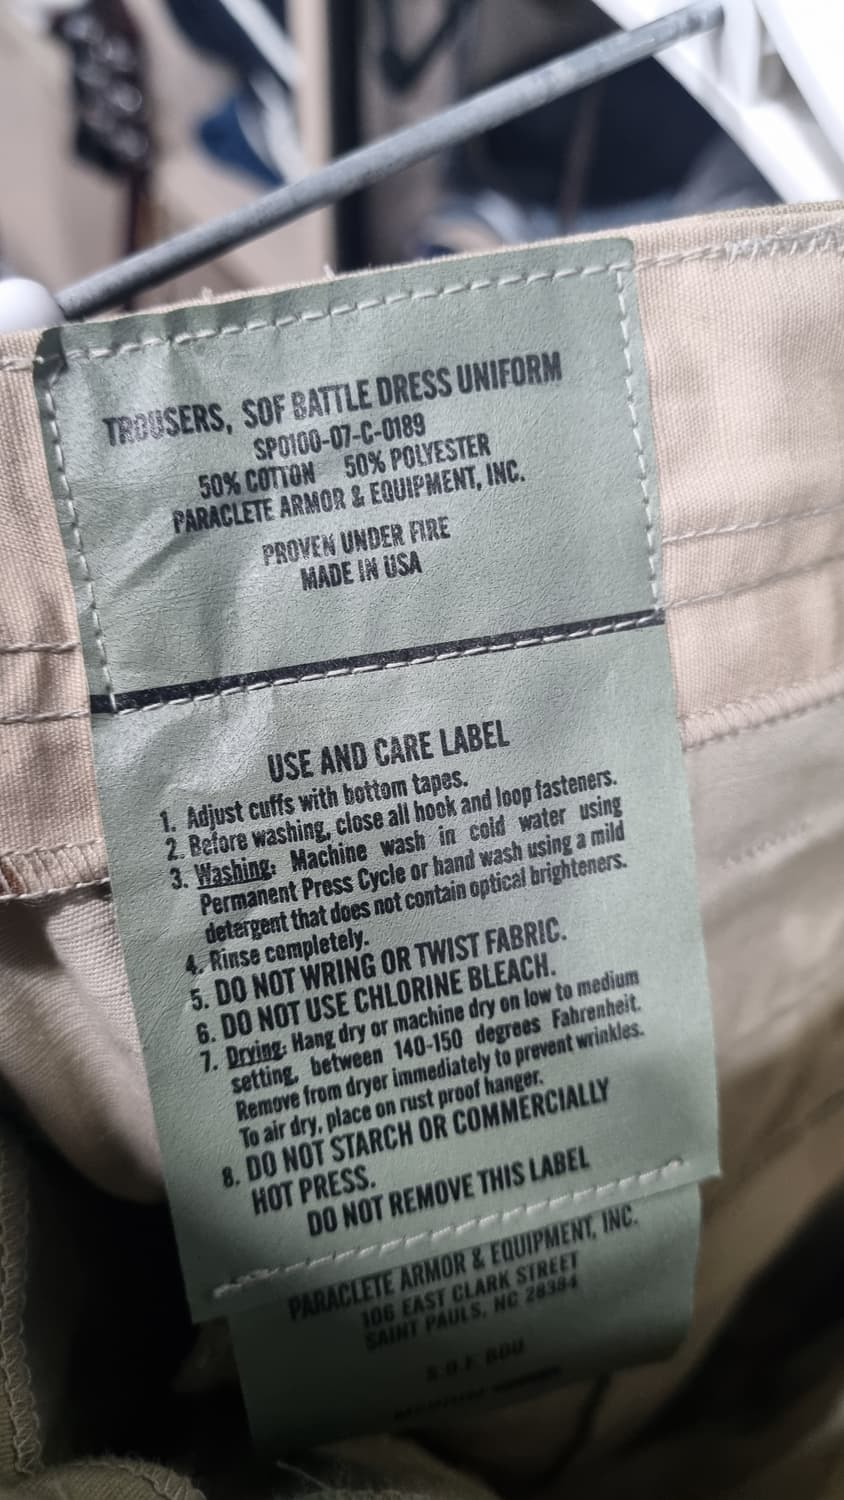 TROUSERS, SOF BATTLE DRESS UNIFORM
SP0100-07-C-0189
50% COTTON 50% POLYESTER
PARACLETE ARMOR & EQUIPMENT, INC.
PROVEN UNDER FIRE
MADE IN USA
USE AND CARE LABEL
1. Adjust cuffs with bottom tapes.
2. Before washing, close all hook and loop fasteners.
3. Washing: Machine wash in cold water using
Permanent Press Cycle or hand wash using a mild
detergent that does not contain optical brighteners.
4. Rinse completely.
5. DO NOT WRING OR TWIST FABRIC.
6. DO NOT USE CHLORINE BLEACH.
7. Drying: Hang dry or machine dry on low to medium
setting, between 140-150 degrees Fahrenheit.
Remove from dryer immediately to prevent wrinkles.
To air dry, place on rust proof hanger.
8. DO NOT STARCH OR COMMERCIALLY
HOT PRESS.
DO NOT REMOVE THIS LABEL
PARACLETE ARMOR & EQUIPMENT, INC.
106 EAST CLARK STREET
SAINT PAULS, NC 28384